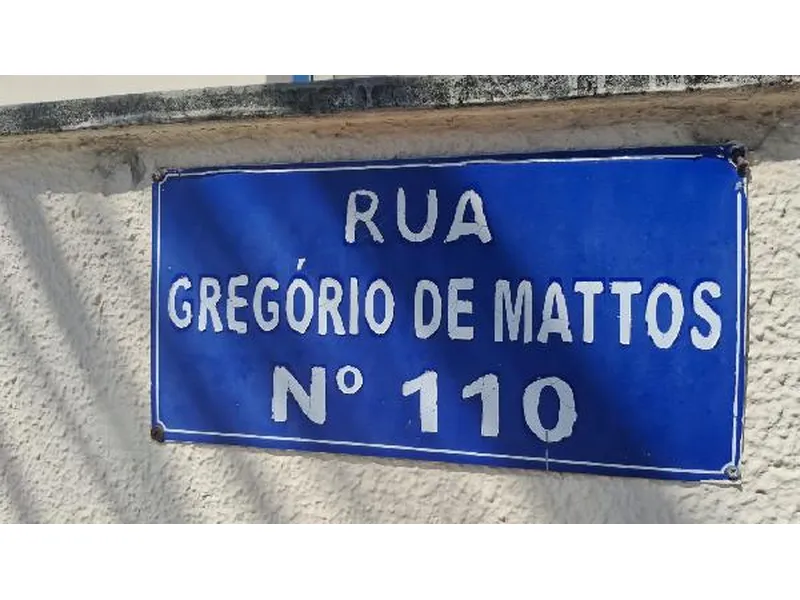 RUA
GREGÓRIO DE MATTOS
Nº 110